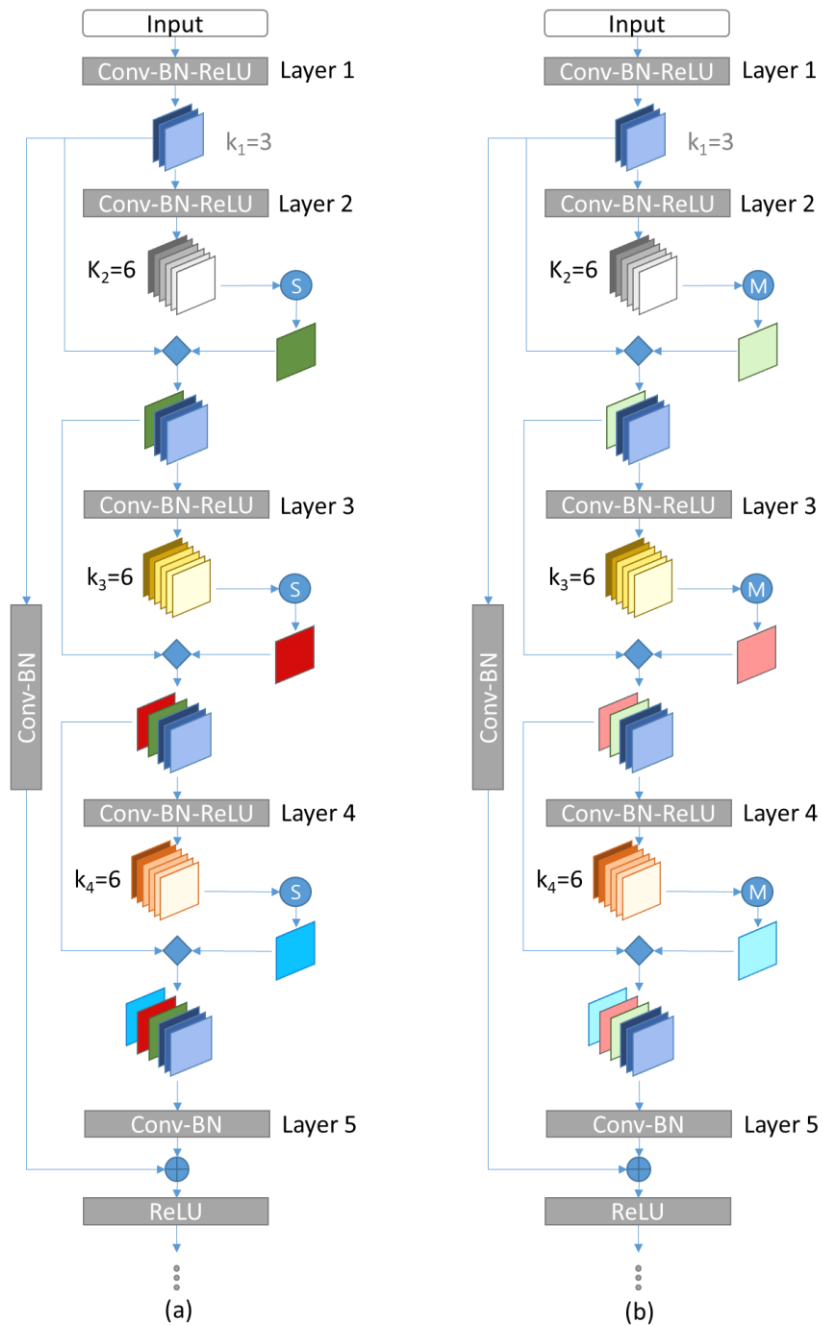 Input
Conv-BN-ReLU Layer 1
k₁=3
Conv-BN-ReLU Layer 2
K₂=6
S
Conv-BN-ReLU Layer 3
k₃=6
S
Conv-BN
Conv-BN-ReLU Layer 4
k₄=6
S
Conv-BN Layer 5
ReLU
(a)
Input
Conv-BN-ReLU Layer 1
k₁=3
Conv-BN-ReLU Layer 2
K₂=6
M
Conv-BN-ReLU Layer 3
k₃=6
M
Conv-BN
Conv-BN-ReLU Layer 4
k₄=6
M
Conv-BN Layer 5
ReLU
(b)